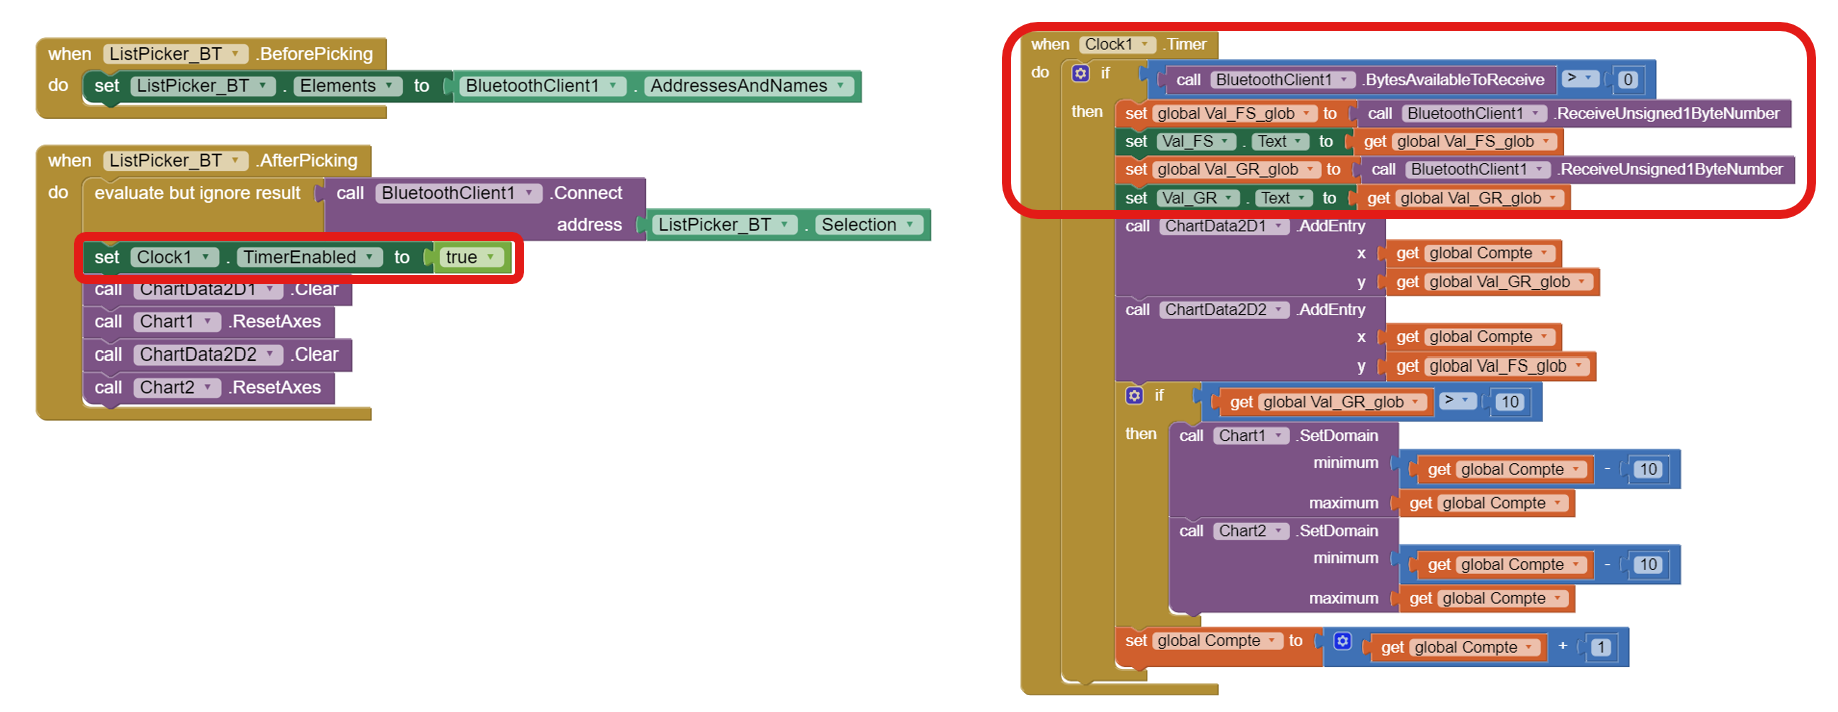 when ListPicker_BT .BeforePicking
do set ListPicker_BT . Elements to BluetoothClient1 . AddressesAndNames
when ListPicker_BT .AfterPicking
do evaluate but ignore result call BluetoothClient1 .Connect
address ListPicker_BT . Selection
set Clock1 . TimerEnabled to true
call ChartData2D1 .Clear
call Chart1 .ResetAxes
call ChartData2D2 .Clear
call Chart2 .ResetAxes
when Clock1 .Timer
do if call BluetoothClient1 .BytesAvailableToReceive > 0
then set global Val_FS_glob to call BluetoothClient1 .ReceiveUnsigned1ByteNumber
set Val_FS . Text to get global Val_FS_glob
set global Val_GR_glob to call BluetoothClient1 .ReceiveUnsigned1ByteNumber
set Val_GR . Text to get global Val_GR_glob
call ChartData2D1 .AddEntry
x get global Compte
y get global Val_GR_glob
call ChartData2D2 .AddEntry
x get global Compte
y get global Val_FS_glob
if get global Val_GR_glob > 10
then call Chart1 .SetDomain
minimum get global Compte - 10
maximum get global Compte
call Chart2 .SetDomain
minimum get global Compte - 10
maximum get global Compte
set global Compte to get global Compte + 1